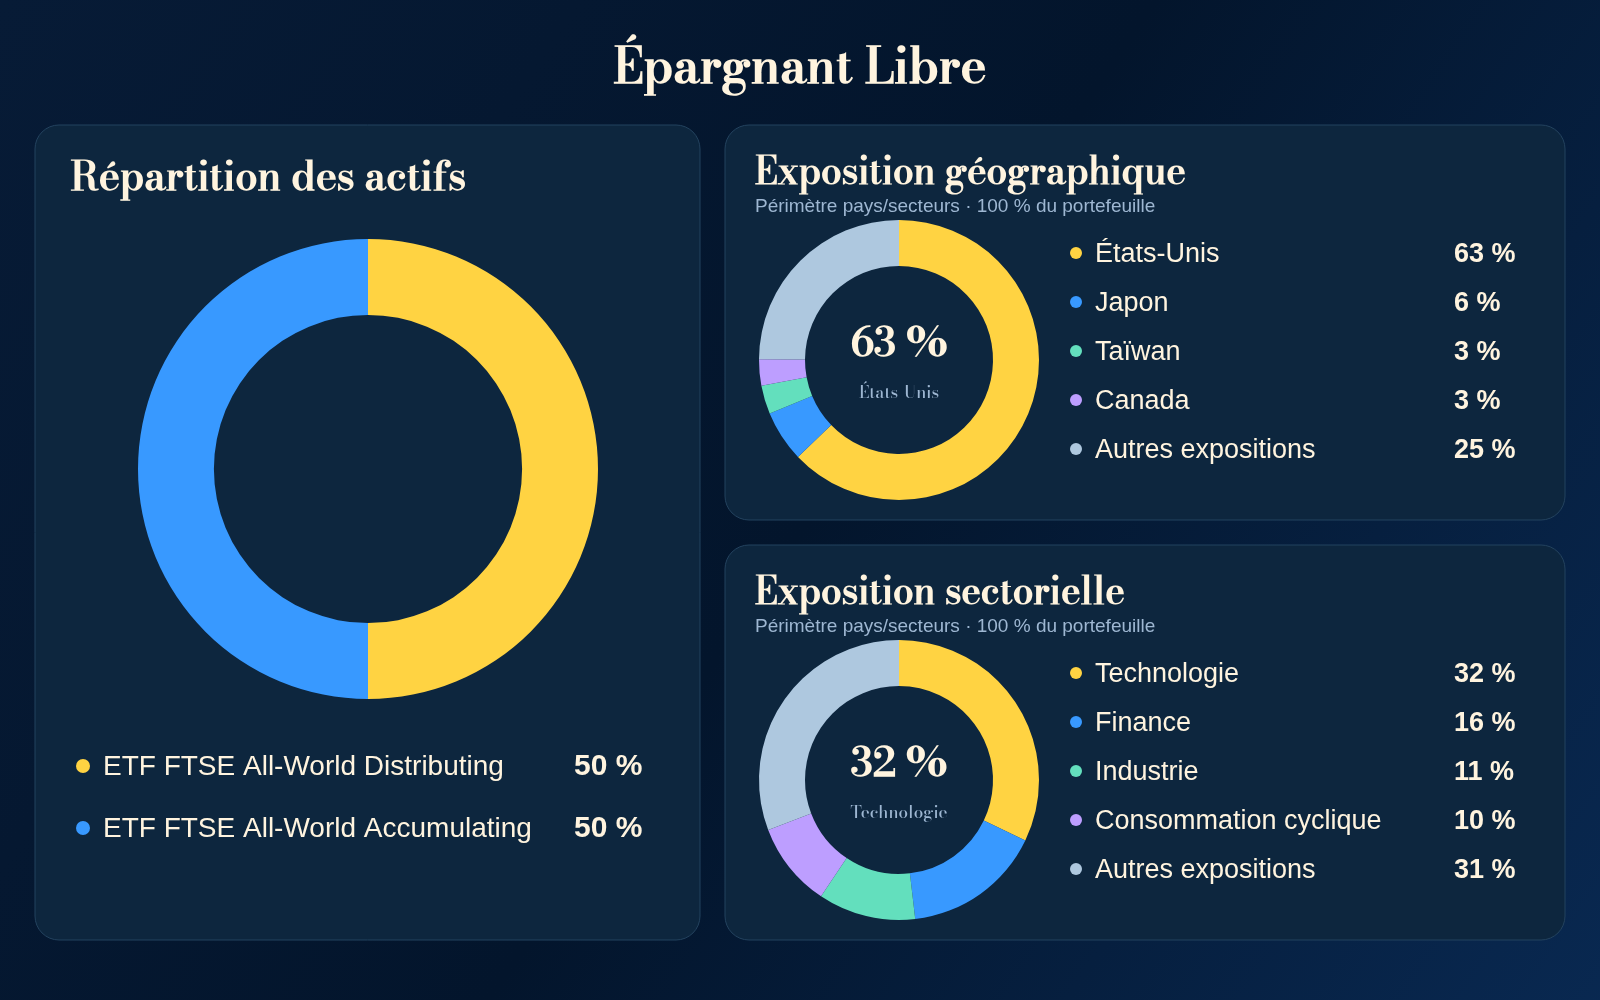 Épargnant Libre
Répartition des actifs
ETF FTSE All-World Distributing 50 %
ETF FTSE All-World Accumulating 50 %
Exposition géographique
Périmètre pays/secteurs · 100 % du portefeuille
63 %
États Unis
États-Unis 63 %
Japon 6 %
Taïwan 3 %
Canada 3 %
Autres expositions 25 %
Exposition sectorielle
Périmètre pays/secteurs · 100 % du portefeuille
32 %
Technologie
Technologie 32 %
Finance 16 %
Industrie 11 %
Consommation cyclique 10 %
Autres expositions 31 %